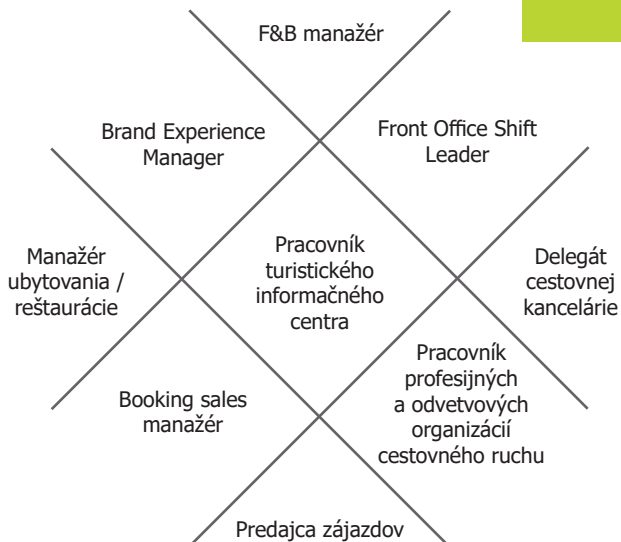 F&B manažér
Brand Experience
Manager
Front Office Shift
Leader
Manažér
ubytovania /
reštaurácie
Pracovník
turistického
informačného
centra
Delegát
cestovnej
kancelárie
Booking sales
manažér
Pracovník
profesijných
a odvetvových
organizácií
cestovného ruchu
Predajca zájazdov